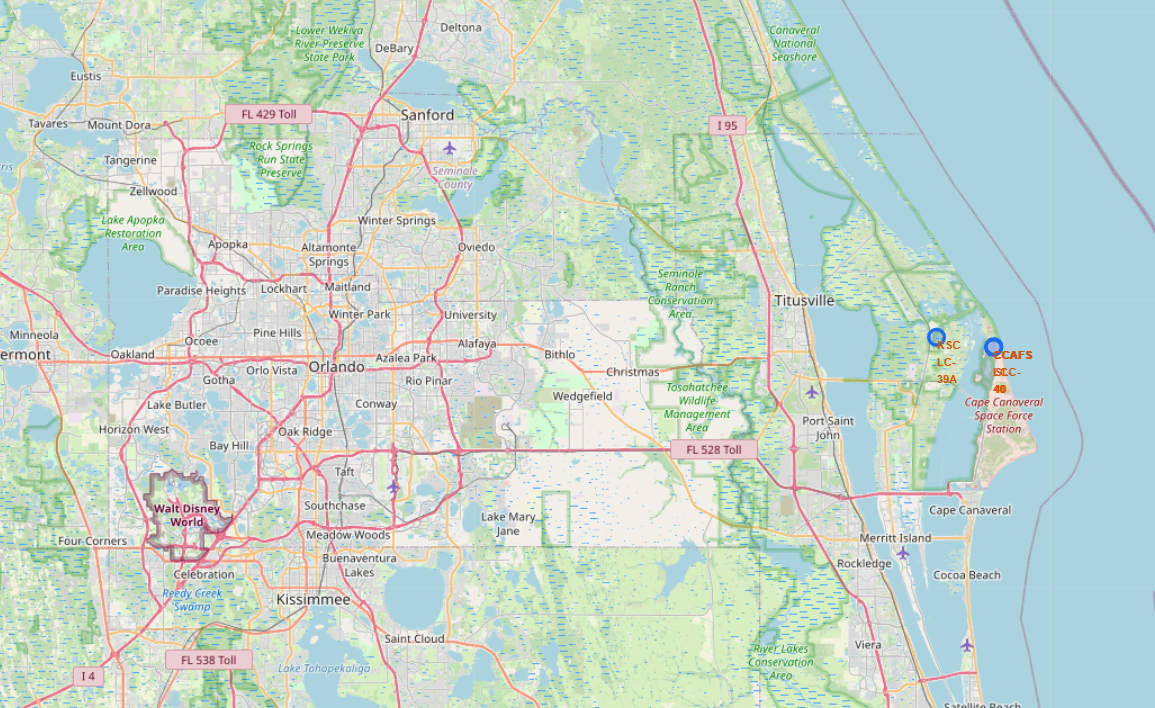 Deltona
Lower Wekiva
River Preserve
State Park
Canaveral
National
Seashore
DeBary
Eustis
FL 429 Toll
Sanford
Tavares
Mount Dora
I 95
Rock Springs
Run State
Preserve
Tangerine
Seminole
County
Zellwood
Lake Apopka
Restoration
Area
Winter Springs
Apopka
Altamonte
Springs
Oviedo
Seminole
Ranch
Conservation
Area
Paradise Heights
Lockhart
Maitland
Titusville
Winter Park
University
Minneola
Pine Hills
Ocoee
Alafaya
KSC
LC-
39A
ermont
Oakland
Azalea Park
Bithlo
CCAFS
40
Orlando
Orlo Vista
Christmas
Gotha
Rio Pinar
Tosohatchee
Wildlife
Management
Area
Wedgefield
Lake Butler
Conway
Cape Canaveral
Space Force
Station
Horizon West
Oak Ridge
Port Saint
John
Bay Hill
FL 528 Toll
Taft
Walt Disney
World
Southchase
Lake Mary
Jane
Cape Canaveral
Four Corners
Meadow Woods
Merritt Island
Buenaventura
Lakes
Rockledge
Celebration
Cocoa Beach
Reedy Creek
Swamp
Kissimmee
Saint Cloud
Viera
River Lakes
Conservation
Area
FL 538 Toll
Lake Tohopekaliga
I 4
Satellite Beach